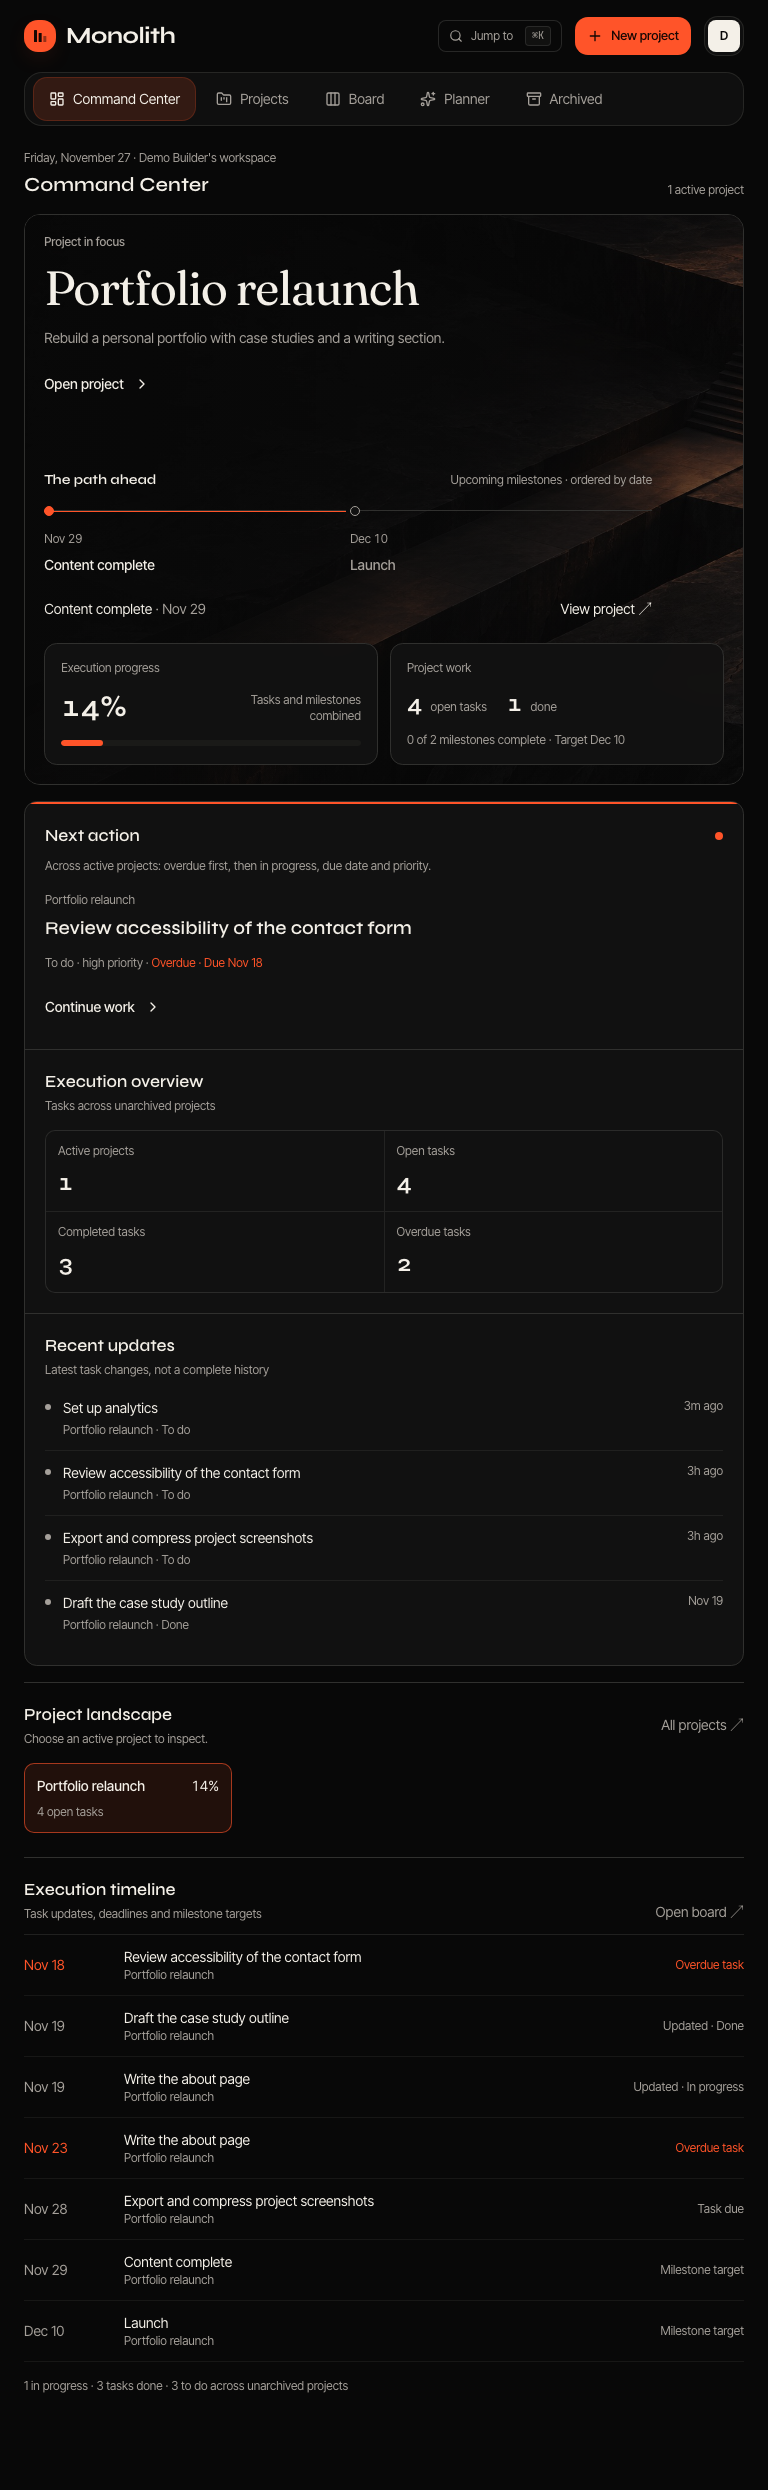 Monolith
Jump to ⌘K
New project
D
Command Center
Projects
Board
Planner
Archived
Friday, November 27 · Demo Builder's workspace
Command Center
1 active project
Project in focus
Portfolio relaunch
Rebuild a personal portfolio with case studies and a writing section.
Open project
The path ahead
Upcoming milestones · ordered by date
Nov 29
Dec 10
Content complete
Launch
Content complete · Nov 29
View project ↗
Execution progress
14%
Tasks and milestones
combined
Project work
4 open tasks 1 done
0 of 2 milestones complete · Target Dec 10
Next action
Across active projects: overdue first, then in progress, due date and priority.
Portfolio relaunch
Review accessibility of the contact form
To do · high priority · Overdue · Due Nov 18
Continue work
Execution overview
Tasks across unarchived projects
Active projects
1
Open tasks
4
Completed tasks
3
Overdue tasks
2
Recent updates
Latest task changes, not a complete history
Set up analytics
3m ago
Portfolio relaunch · To do
Review accessibility of the contact form
3h ago
Portfolio relaunch · To do
Export and compress project screenshots
3h ago
Portfolio relaunch · To do
Draft the case study outline
Nov 19
Portfolio relaunch · Done
Project landscape
Choose an active project to inspect.
All projects ↗
Portfolio relaunch 14%
4 open tasks
Execution timeline
Task updates, deadlines and milestone targets
Open board ↗
Nov 18
Review accessibility of the contact form
Portfolio relaunch
Overdue task
Nov 19
Draft the case study outline
Portfolio relaunch
Updated · Done
Nov 19
Write the about page
Portfolio relaunch
Updated · In progress
Nov 23
Write the about page
Portfolio relaunch
Overdue task
Nov 28
Export and compress project screenshots
Portfolio relaunch
Task due
Nov 29
Content complete
Portfolio relaunch
Milestone target
Dec 10
Launch
Portfolio relaunch
Milestone target
1 in progress · 3 tasks done · 3 to do across unarchived projects